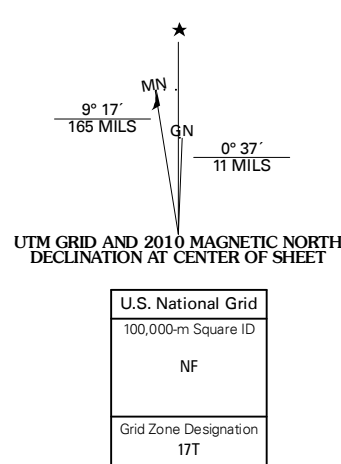 ★
MN
GN
9° 17´
165 MILS
0° 37´
11 MILS
UTM GRID AND 2010 MAGNETIC NORTH
DECLINATION AT CENTER OF SHEET
U.S. National Grid
100,000-m Square ID
NF
Grid Zone Designation
17T